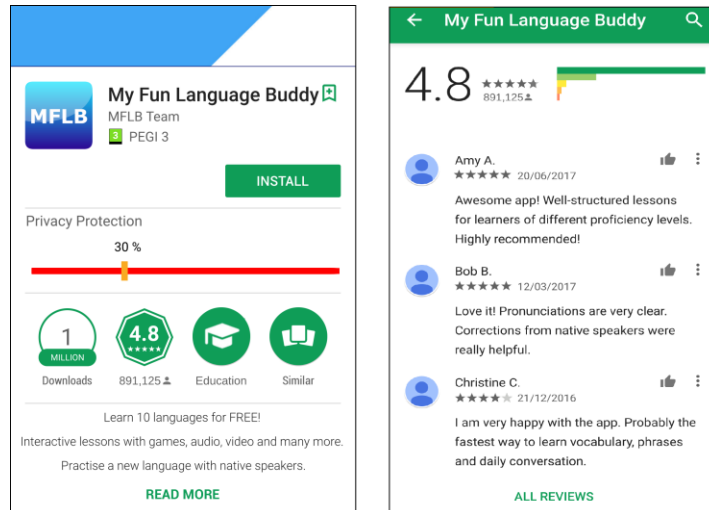 My Fun Language Buddy
MFLB
MFLB Team
3 PEGI 3
INSTALL
Privacy Protection
30 %
1
MILLION
Downloads
4.8
891,125
Education
Similar
Learn 10 languages for FREE!
Interactive lessons with games, audio, video and many more.
Practise a new language with native speakers.
READ MORE
My Fun Language Buddy
4.8
891,125
Amy A.
20/06/2017
Awesome app! Well-structured lessons
for learners of different proficiency levels.
Highly recommended!
Bob B.
12/03/2017
Love it! Pronunciations are very clear.
Corrections from native speakers were
really helpful.
Christine C.
21/12/2016
I am very happy with the app. Probably the
fastest way to learn vocabulary, phrases
and daily conversation.
ALL REVIEWS